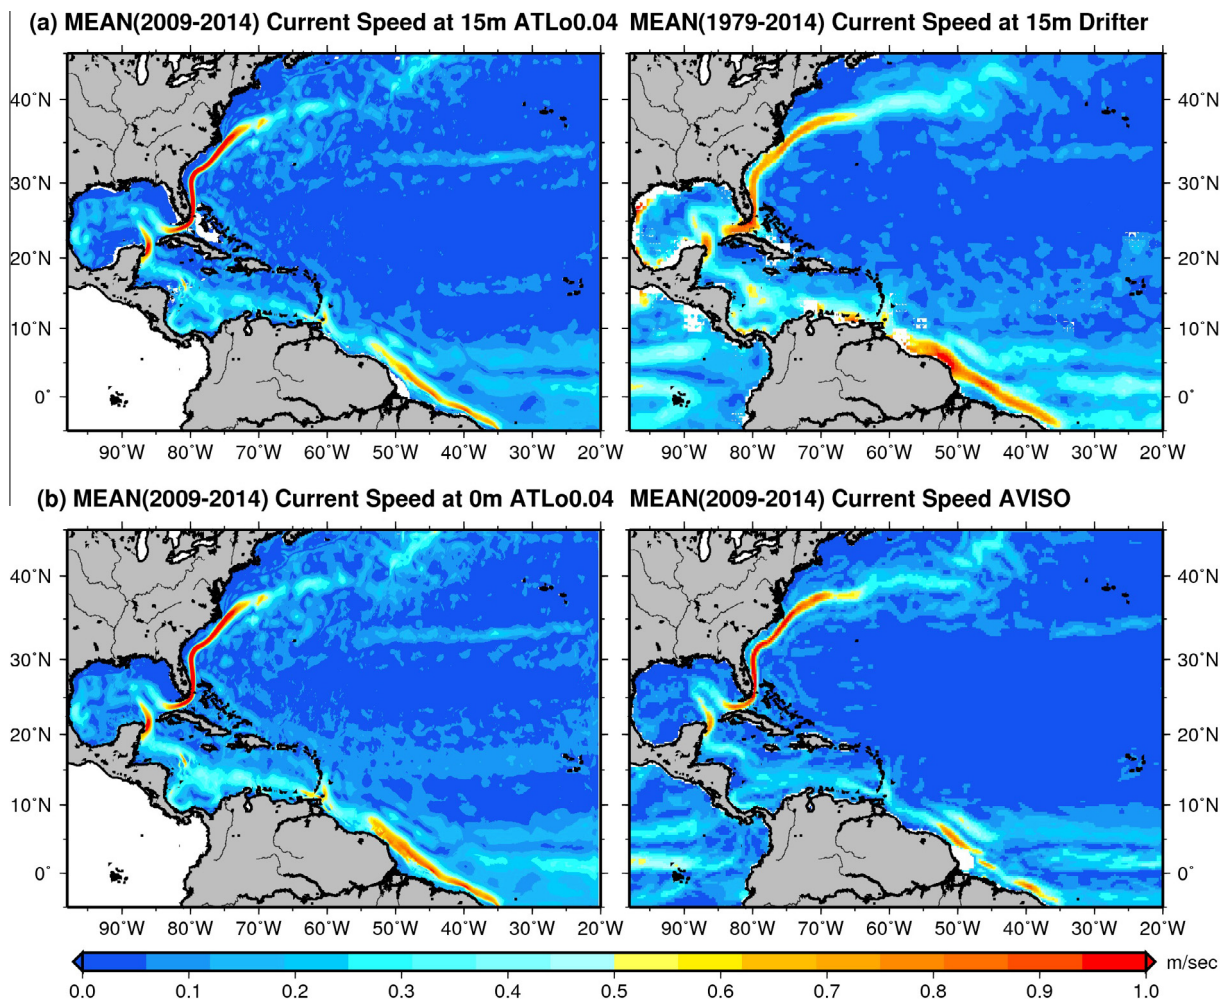 (a) MEAN(2009-2014) Current Speed at 15m ATLo0.04 MEAN(1979-2014) Current Speed at 15m Drifter
40°N 40°N
30°N 30°N
20°N 20°N
10°N 10°N
0° 0°
90°W 80°W 70°W 60°W 50°W 40°W 30°W 20°W 90°W 80°W 70°W 60°W 50°W 40°W 30°W 20°W
(b) MEAN(2009-2014) Current Speed at 0m ATLo0.04 MEAN(2009-2014) Current Speed AVISO
40°N 40°N
30°N 30°N
20°N 20°N
10°N 10°N
0° 0°
90°W 80°W 70°W 60°W 50°W 40°W 30°W 20°W 90°W 80°W 70°W 60°W 50°W 40°W 30°W 20°W
m/sec
0.0 0.1 0.2 0.3 0.4 0.5 0.6 0.7 0.8 0.9 1.0